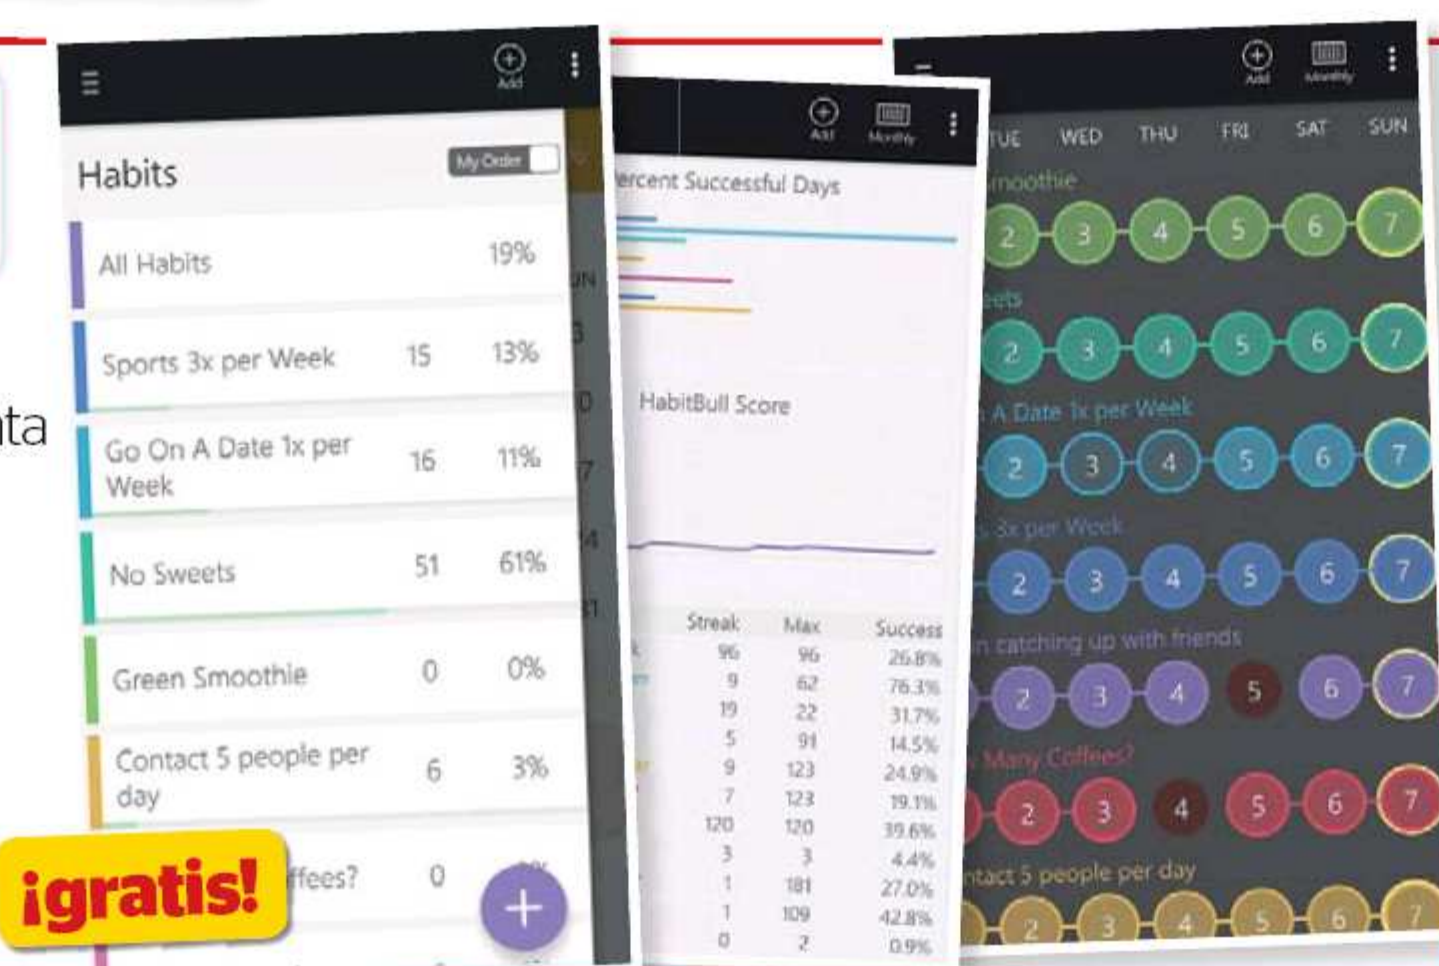 Add
Habits
My Order
All Habits 19%
Sports 3x per Week 15 13%
Go On A Date 1x per
Week 16 11%
No Sweets 51 61%
Green Smoothie 0 0%
Contact 5 people per
day 6 3%
ffees? 0
¡gratis!
ta
Add Monthly
ercent Successful Days
HabitBull Score
Streak Max Success
96 96 26.8%
9 62 76.3%
19 22 31.7%
5 91 14.5%
9 123 24.9%
7 123 19.1%
120 120 39.6%
3 3 4.4%
1 181 27.0%
1 109 42.8%
0 2 0.9%
Add Monthly
TUE WED THU FRI SAT SUN
moothie
2 3 4 5 6 7
eets
2 3 4 5 6 7
A Date 1x per Week
2 3 4 5 6 7
3x per Week
2 3 4 5 6 7
n catching up with friends
2 3 4 5 6 7
Many Coffees?
2 3 4 5 6 7
ntact 5 people per day
2 3 4 5 6 7